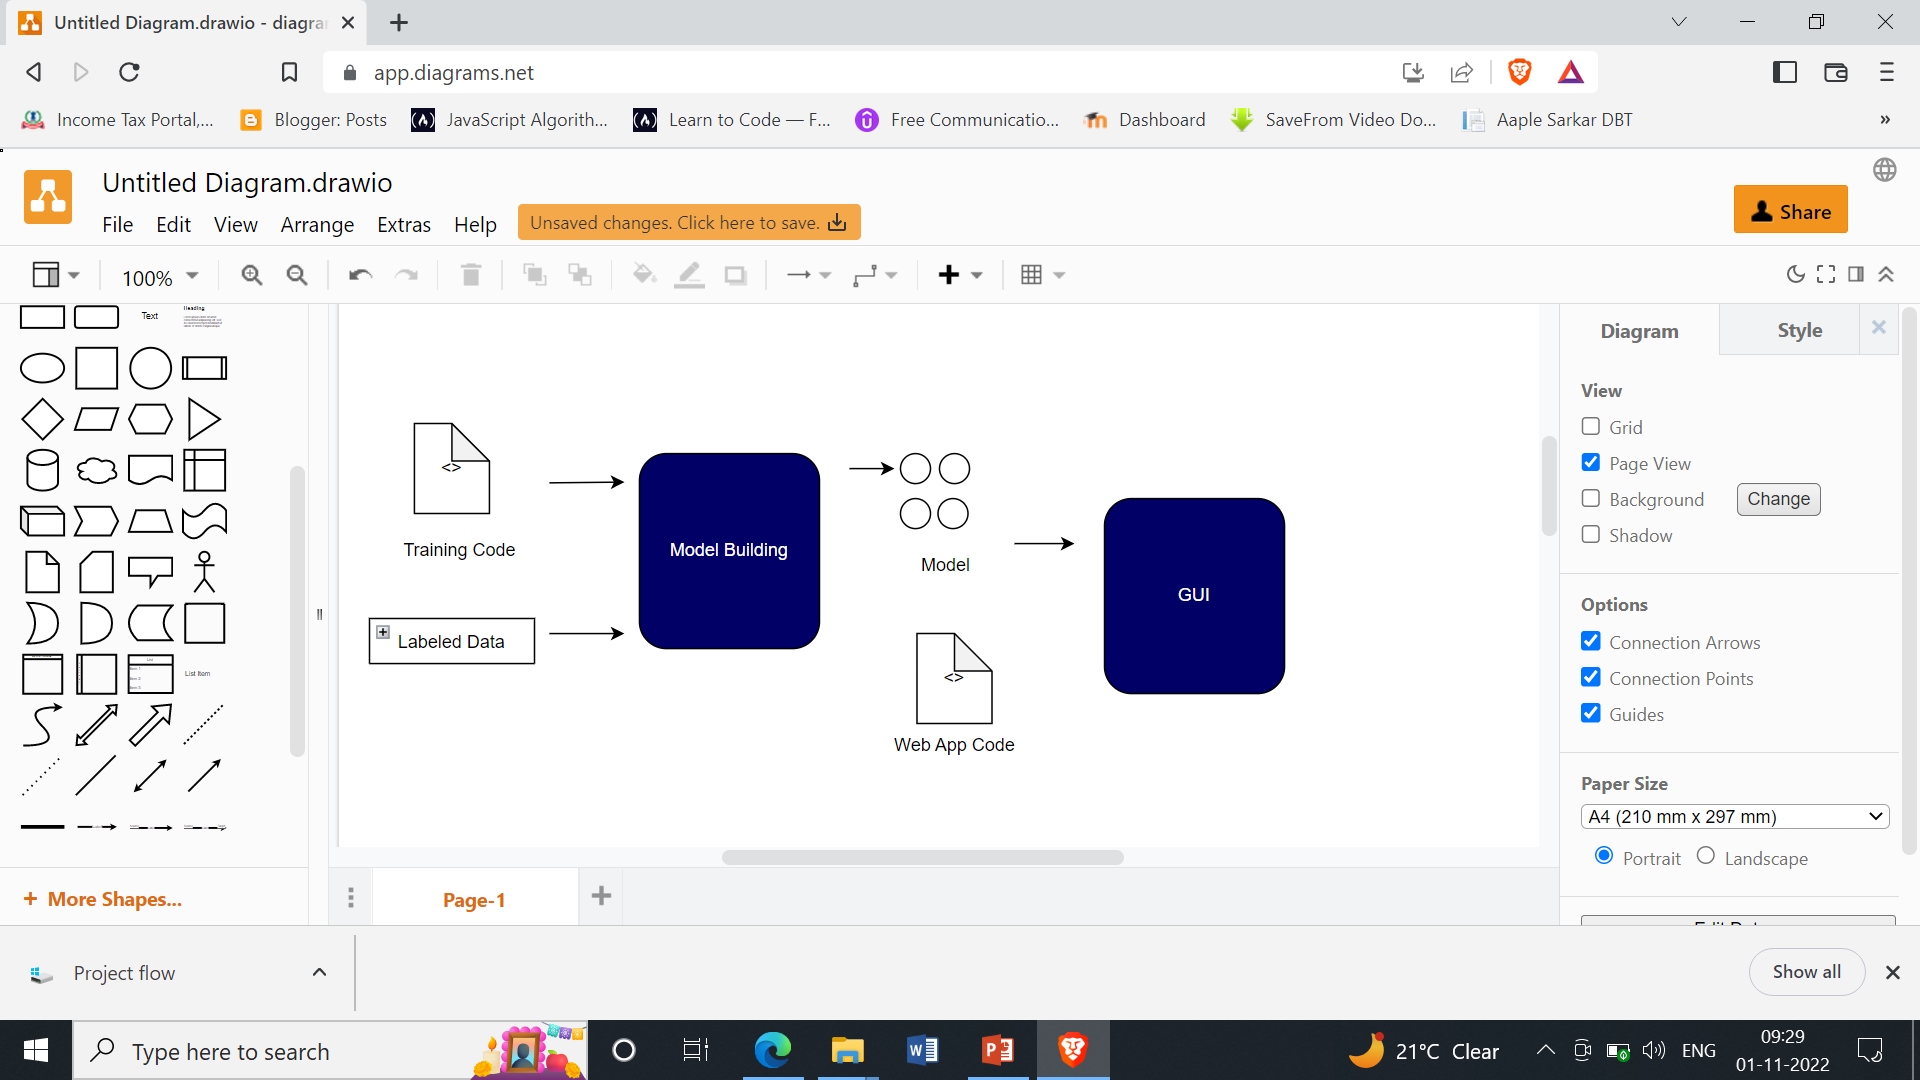 Untitled Diagram.drawio - diagra
app.diagrams.net
Income Tax Portal,... Blogger: Posts JavaScript Algorith... Learn to Code — F... Free Communicatio... Dashboard SaveFrom Video Do... Aaple Sarkar DBT »
Untitled Diagram.drawio
File Edit View Arrange Extras Help Unsaved changes. Click here to save.
Share
100%
Text
Heading
Diagram Style
View
Grid
Page View
Background Change
Shadow
Options
Connection Arrows
Connection Points
Guides
Paper Size
A4 (210 mm x 297 mm)
Portrait Landscape
List Item
<>
Training Code
Labeled Data
Model Building
Model
<>
Web App Code
GUI
+ More Shapes...
Page-1
Project flow
Show all
Type here to search
21°C Clear
ENG
09:29
01-11-2022